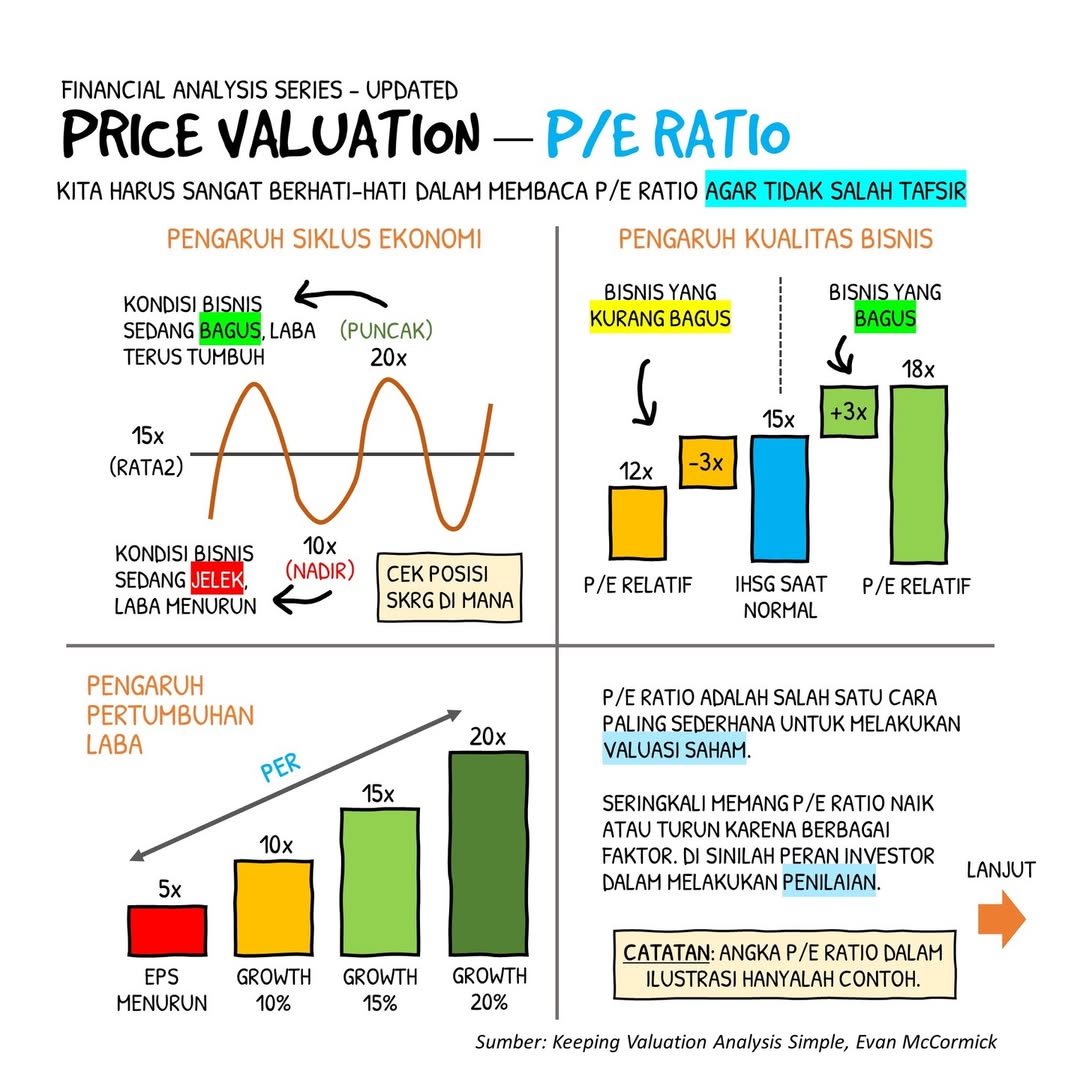 FINANCIAL ANALYSIS SERIES - UPDATED
PRICE VALUATION — P/E RATIO
KITA HARUS SANGAT BERHATI-HATI DALAM MEMBACA P/E RATIO AGAR TIDAK SALAH TAFSIR
PENGARUH SIKLUS EKONOMI
KONDISI BISNIS
SEDANG BAGUS, LABA
TERUS TUMBUH
(PUNCAK)
20x
15x
(RATA2)
10x
(NADIR)
KONDISI BISNIS
SEDANG JELEK,
LABA MENURUN
CEK POSISI
SKRG DI MANA
PENGARUH KUALITAS BISNIS
BISNIS YANG
KURANG BAGUS
BISNIS YANG
BAGUS
12x
-3x
15x
+3x
18x
P/E RELATIF
IHSG SAAT
NORMAL
P/E RELATIF
PENGARUH
PERTUMBUHAN
LABA
PER
5x
10x
15x
20x
EPS
MENURUN
GROWTH
10%
GROWTH
15%
GROWTH
20%
P/E RATIO ADALAH SALAH SATU CARA
PALING SEDERHANA UNTUK MELAKUKAN
VALUASI SAHAM.
SERINGKALI MEMANG P/E RATIO NAIK
ATAU TURUN KARENA BERBAGAI
FAKTOR. DI SINILAH PERAN INVESTOR
DALAM MELAKUKAN PENILAIAN.
LANJUT
CATATAN: ANGKA P/E RATIO DALAM
ILUSTRASI HANYALAH CONTOH.
Sumber: Keeping Valuation Analysis Simple, Evan McCormick